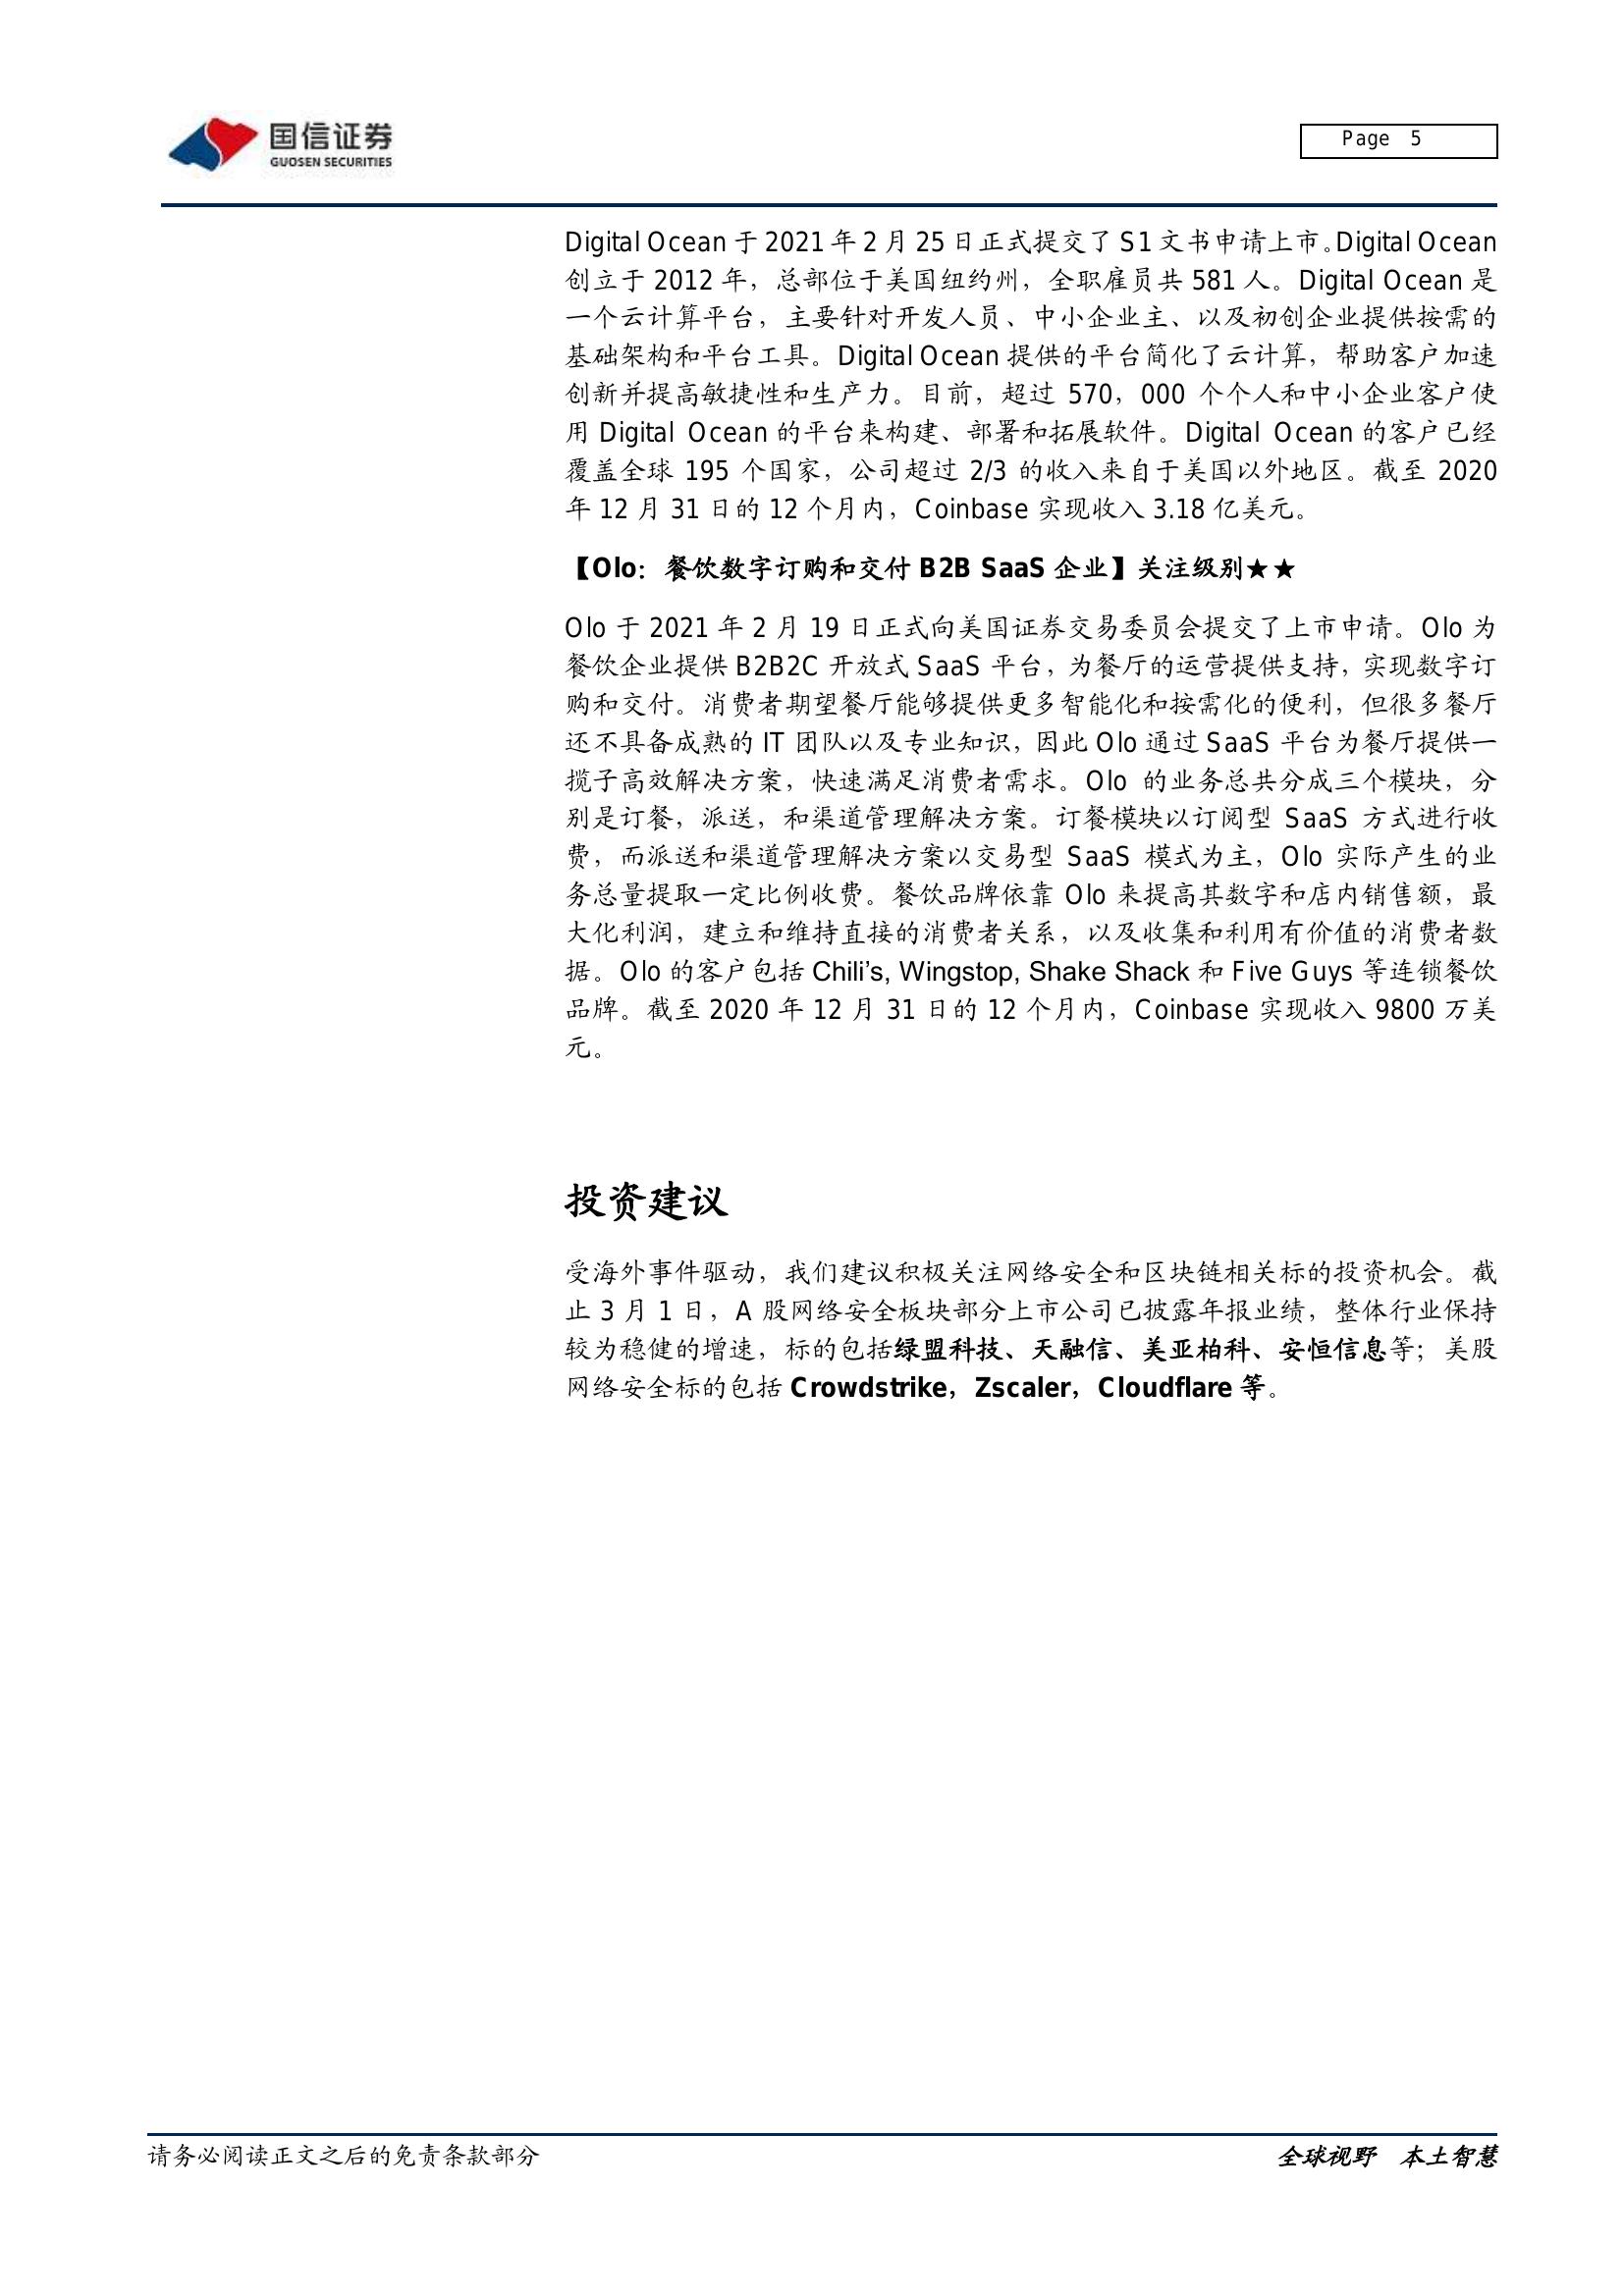 国信证券
GUOSEN SECURITIES
Page 5
Digital Ocean 于 2021 年 2 月 25 日正式提交了 S1 文书申请上市。Digital Ocean
创立于 2012 年，总部位于美国纽约州，全职雇员共 581 人。Digital Ocean 是
一个云计算平台，主要针对开发人员、中小企业主、以及初创企业提供按需的
基础架构和平台工具。Digital Ocean 提供的平台简化了云计算，帮助客户加速
创新并提高敏捷性和生产力。目前，超过 570，000 个个人和中小企业客户使
用 Digital Ocean 的平台来构建、部署和拓展软件。Digital Ocean 的客户已经
覆盖全球 195 个国家，公司超过 2/3 的收入来自于美国以外地区。截至 2020
年 12 月 31 日的 12 个月内，Coinbase 实现收入 3.18 亿美元。
【Olo：餐饮数字订购和交付 B2B SaaS 企业】关注级别★★
Olo 于 2021 年 2 月 19 日正式向美国证券交易委员会提交了上市申请。Olo 为
餐饮企业提供 B2B2C 开放式 SaaS 平台，为餐厅的运营提供支持，实现数字订
购和交付。消费者期望餐厅能够提供更多智能化和按需化的便利，但很多餐厅
还不具备成熟的 IT 团队以及专业知识，因此 Olo 通过 SaaS 平台为餐厅提供一
揽子高效解决方案，快速满足消费者需求。Olo 的业务总共分成三个模块，分
别是订餐，派送，和渠道管理解决方案。订餐模块以订阅型 SaaS 方式进行收
费，而派送和渠道管理解决方案以交易型 SaaS 模式为主，Olo 实际产生的业
务总量提取一定比例收费。餐饮品牌依靠 Olo 来提高其数字和店内销售额，最
大化利润，建立和维持直接的消费者关系，以及收集和利用有价值的消费者数
据。Olo 的客户包括 Chili's, Wingstop, Shake Shack 和 Five Guys 等连锁餐饮
品牌。截至 2020 年 12 月 31 日的 12 个月内，Coinbase 实现收入 9800 万美
元。
投资建议
受海外事件驱动，我们建议积极关注网络安全和区块链相关标的投资机会。截
止 3 月 1 日，A 股网络安全板块部分上市公司已披露年报业绩，整体行业保持
较为稳健的增速，标的包括绿盟科技、天融信、美亚柏科、安恒信息等；美股
网络安全标的包括 Crowdstrike，Zscaler，Cloudflare 等。
请务必阅读正文之后的免责条款部分
全球视野 本土智慧